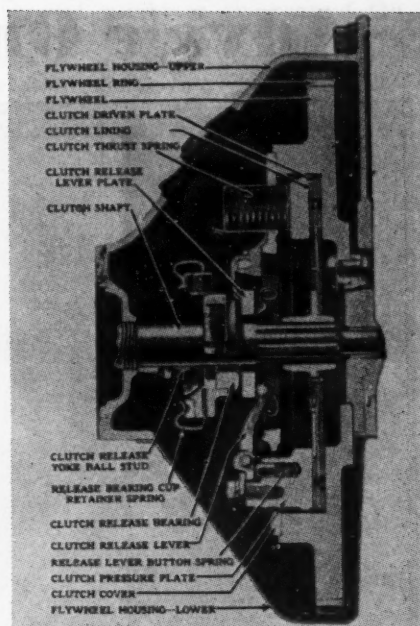 FLYWHEEL HOUSING—UPPER
FLYWHEEL RING
FLYWHEEL
CLUTCH DRIVEN PLATE
CLUTCH LINING
CLUTCH THRUST SPRING
CLUTCH RELEASE
LEVER PLATE
CLUTCH SHAFT
CLUTCH RELEASE
YOKE BALL STUD
RELEASE BEARING CUP
RETAINER SPRING
CLUTCH RELEASE BEARING
CLUTCH RELEASE LEVER
RELEASE LEVER BUTTON SPRING
CLUTCH PRESSURE PLATE
CLUTCH COVER
FLYWHEEL HOUSING—LOWER